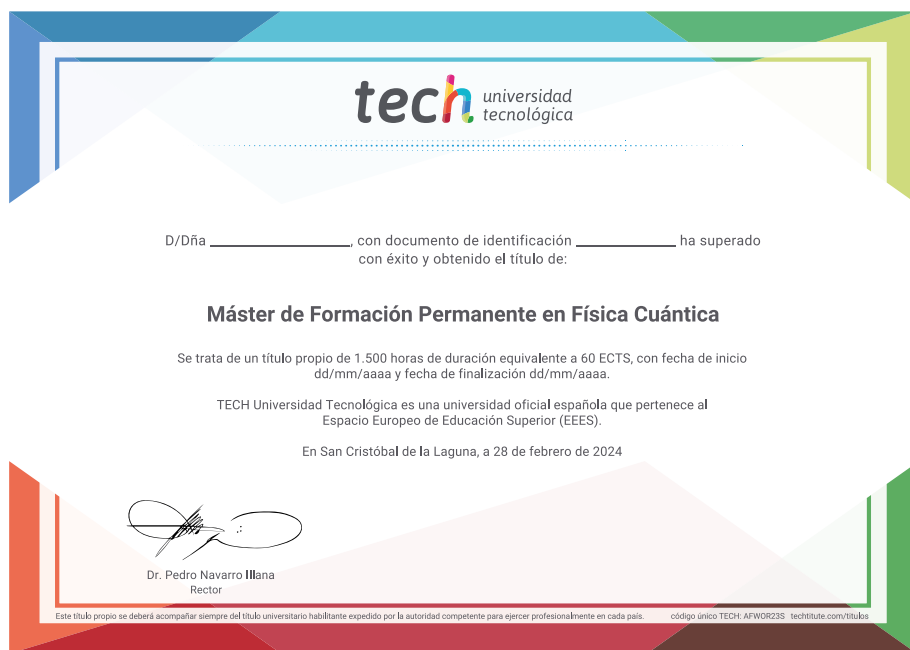 tech universidad
tecnológica
D/Dña ____________________, con documento de identificación ______________ ha superado
con éxito y obtenido el título de:
Máster de Formación Permanente en Física Cuántica
Se trata de un título propio de 1.500 horas de duración equivalente a 60 ECTS, con fecha de inicio
dd/mm/aaaa y fecha de finalización dd/mm/aaaa.
TECH Universidad Tecnológica es una universidad oficial española que pertenece al
Espacio Europeo de Educación Superior (EEES).
En San Cristóbal de la Laguna, a 28 de febrero de 2024
Dr. Pedro Navarro Illana
Rector
Este título propio se deberá acompañar siempre del título universitario habilitante expedido por la autoridad competente para ejercer profesionalmente en cada país. código único TECH: AFWOR23S techtitute.com/titulos